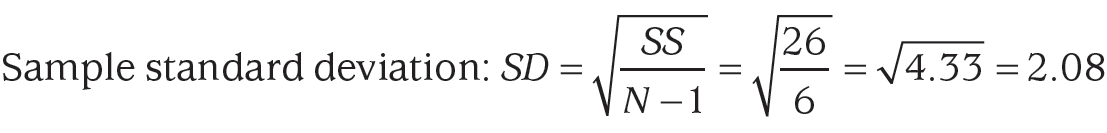 Sample standard deviation: SD = √(SS / (N − 1)) = √(26 / 6) = √4.33 = 2.08